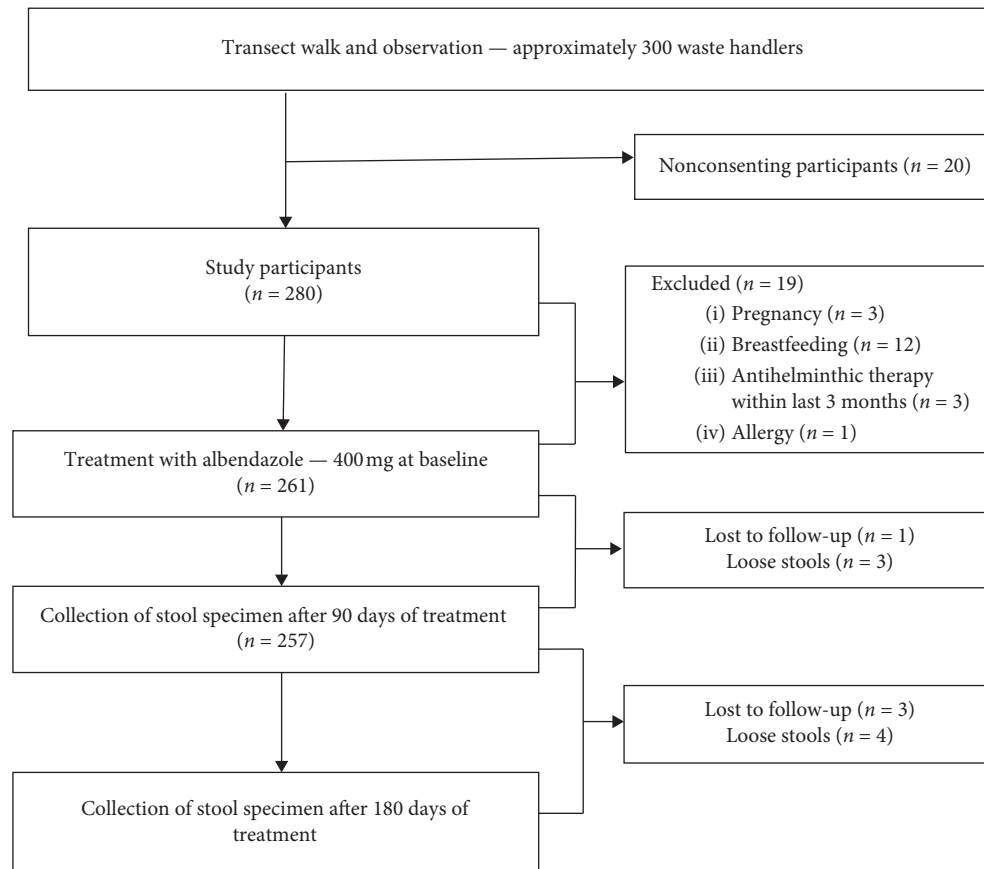 Transect walk and observation — approximately 300 waste handlers
Nonconsenting participants (n = 20)
Study participants
(n = 280)
Excluded (n = 19)
(i) Pregnancy (n = 3)
(ii) Breastfeeding (n = 12)
(iii) Antihelminthic therapy
within last 3 months (n = 3)
(iv) Allergy (n = 1)
Treatment with albendazole — 400 mg at baseline
(n = 261)
Lost to follow-up (n = 1)
Loose stools (n = 3)
Collection of stool specimen after 90 days of treatment
(n = 257)
Lost to follow-up (n = 3)
Loose stools (n = 4)
Collection of stool specimen after 180 days of
treatment